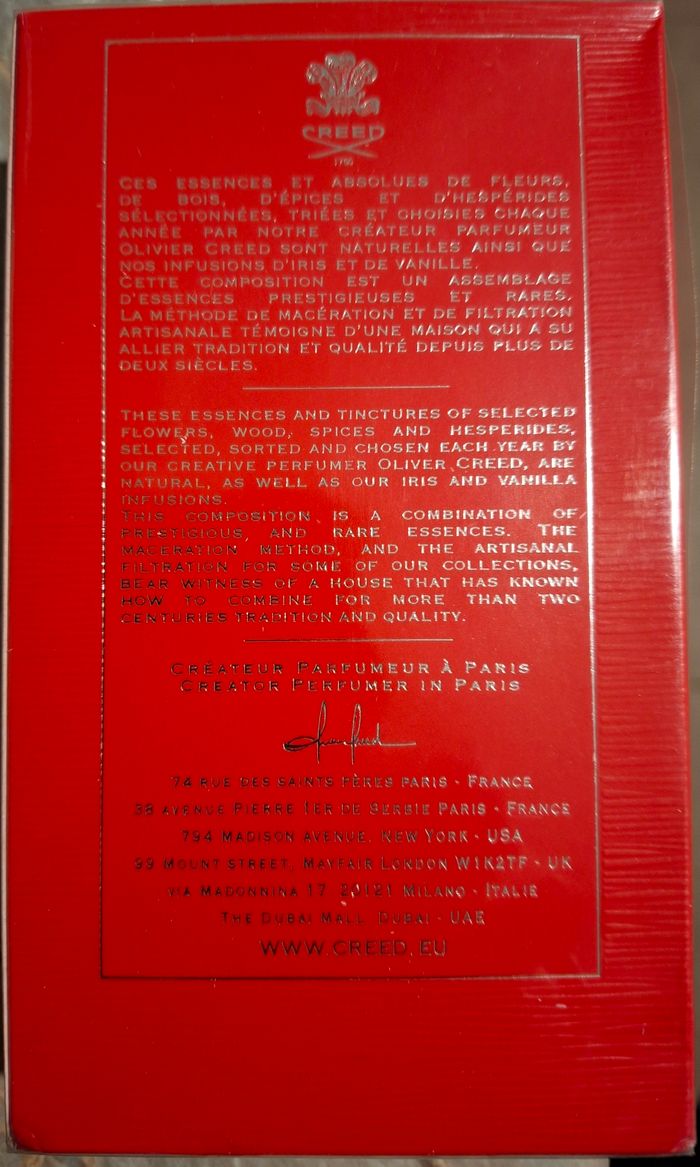 CREED
1760
CES ESSENCES ET ABSOLUES DE FLEURS,
DE BOIS, D'ÉPICES ET D'HESPÉRIDES
SÉLECTIONNÉES, TRIÉES ET CHOISIES CHAQUE
ANNÉE PAR NOTRE CRÉATEUR PARFUMEUR
OLIVIER CREED SONT NATURELLES AINSI QUE
NOS INFUSIONS D'IRIS ET DE VANILLE.
CETTE COMPOSITION EST UN ASSEMBLAGE
D'ESSENCES PRESTIGIEUSES ET RARES.
LA MÉTHODE DE MACÉRATION ET DE FILTRATION
ARTISANALE TÉMOIGNE D'UNE MAISON QUI A SU
ALLIER TRADITION ET QUALITÉ DEPUIS PLUS DE
DEUX SIÈCLES.
THESE ESSENCES AND TINCTURES OF SELECTED
FLOWERS, WOOD, SPICES AND HESPERIDES,
SELECTED, SORTED AND CHOSEN EACH YEAR BY
OUR CREATIVE PERFUMER OLIVER CREED, ARE
NATURAL, AS WELL AS OUR IRIS AND VANILLA
INFUSIONS.
THIS COMPOSITION IS A COMBINATION OF
PRESTIGIOUS AND RARE ESSENCES. THE
MACERATION METHOD, AND THE ARTISANAL
FILTRATION FOR SOME OF OUR COLLECTIONS,
BEAR WITNESS OF A HOUSE THAT HAS KNOWN
HOW TO COMBINE FOR MORE THAN TWO
CENTURIES TRADITION AND QUALITY.
CRÉATEUR PARFUMEUR À PARIS
CREATOR PERFUMER IN PARIS
74 RUE DES SAINTS PÈRES PARIS - FRANCE
38 AVENUE PIERRE 1ER DE SERBIE PARIS - FRANCE
794 MADISON AVENUE, NEW YORK - USA
99 MOUNT STREET, MAYFAIR LONDON W1K2TF - UK
VIA MADONNINA 17 20121 MILANO - ITALIE
THE DUBAI MALL DUBAI - UAE
WWW.CREED.EU